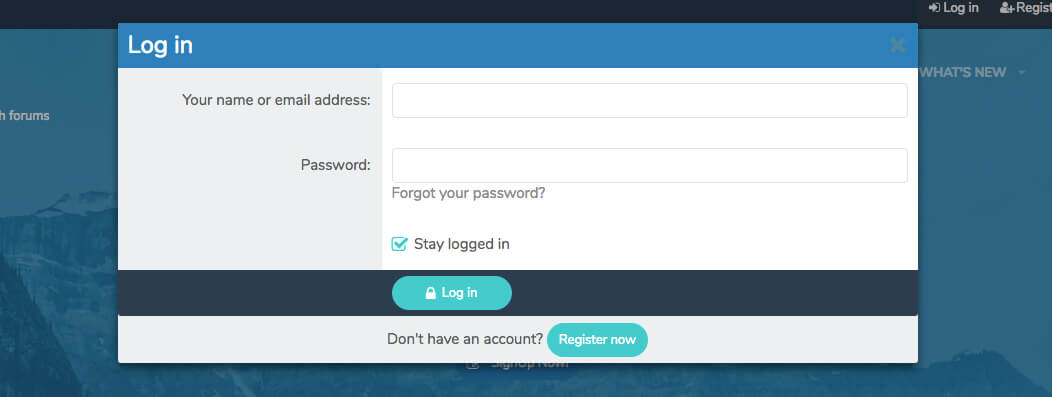 Log in Regist
Log in
WHAT'S NEW
Your name or email address:
h forums
Password:
Forgot your password?
Stay logged in
Log in
Don't have an account? Register now
SignUp Now!